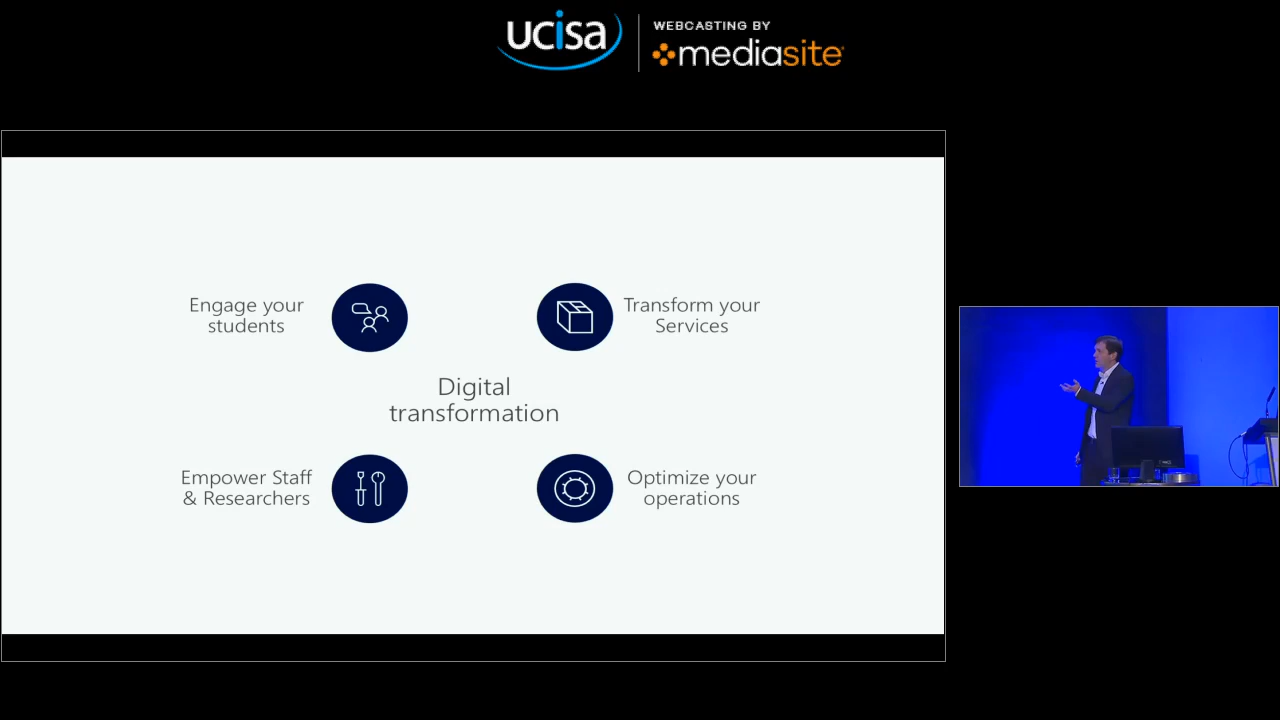 ucisa
WEBCASTING BY
mediasite
Engage your
students
Transform your
Services
Digital
transformation
Empower Staff
& Researchers
Optimize your
operations